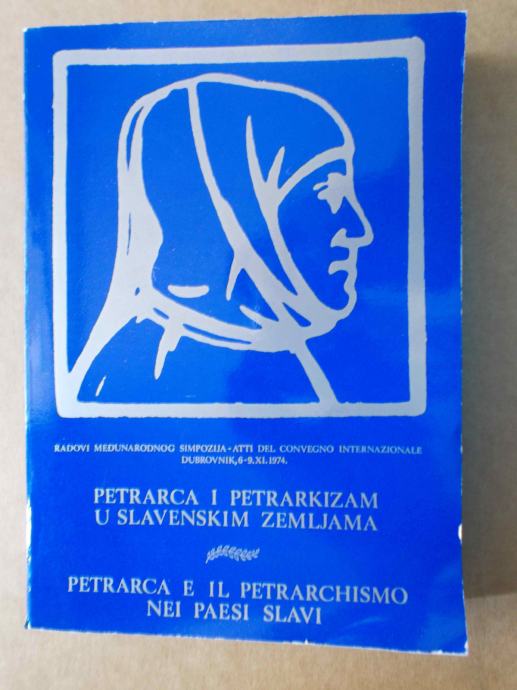 RADOVI MEĐUNARODNOG SIMPOZIJA-ATTI DEL CONVEGNO INTERNAZIONALE
DUBROVNIK, 6-9.XI.1974.
PETRARCA I PETRARKIZAM
U SLAVENSKIM ZEMLJAMA
PETRARCA E IL PETRARCHISMO
NEI PAESI SLAVI